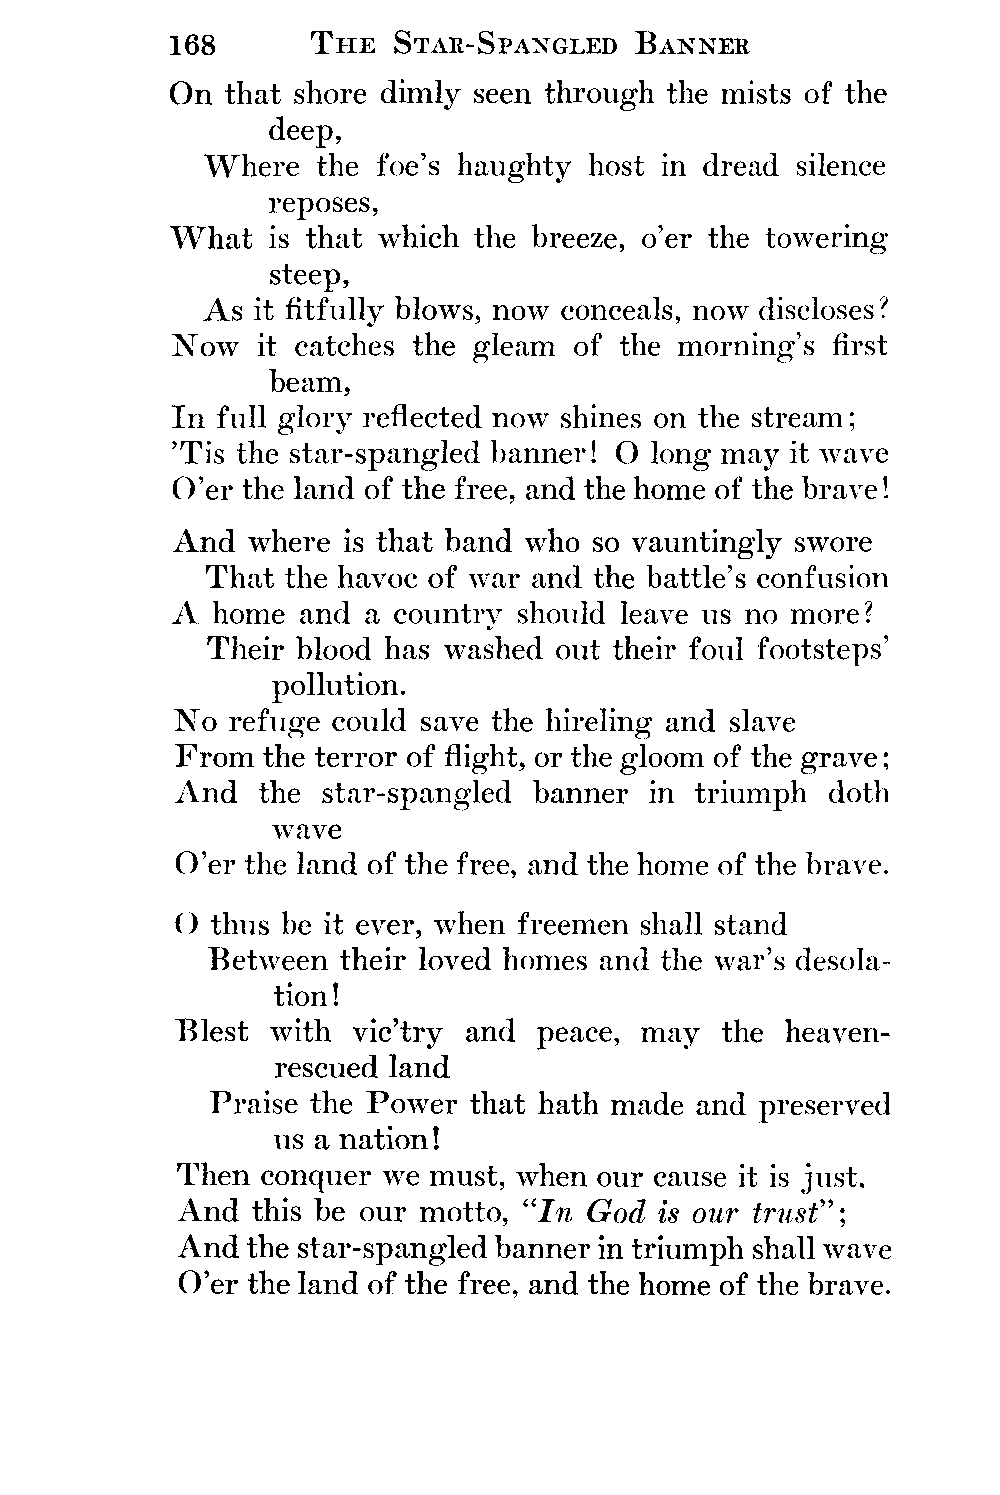 168 THE STAR-SPANGLED BANNER
On that shore dimly seen through the mists of the
deep,
Where the foe's haughty host in dread silence
reposes,
What is that which the breeze, o'er the towering
steep,
As it fitfully blows, now conceals, now discloses?
Now it catches the gleam of the morning's first
beam,
In full glory reflected now shines on the stream;
'Tis the star-spangled banner! O long may it wave
O'er the land of the free, and the home of the brave!
And where is that band who so vauntingly swore
That the havoc of war and the battle's confusion
A home and a country should leave us no more?
Their blood has washed out their foul footsteps'
pollution.
No refuge could save the hireling and slave
From the terror of flight, or the gloom of the grave;
And the star-spangled banner in triumph doth
wave
O'er the land of the free, and the home of the brave.
O thus be it ever, when freemen shall stand
Between their loved homes and the war's desola-
tion!
Blest with vic'try and peace, may the heaven-
rescued land
Praise the Power that hath made and preserved
us a nation!
Then conquer we must, when our cause it is just.
And this be our motto, "In God is our trust";
And the star-spangled banner in triumph shall wave
O'er the land of the free, and the home of the brave.